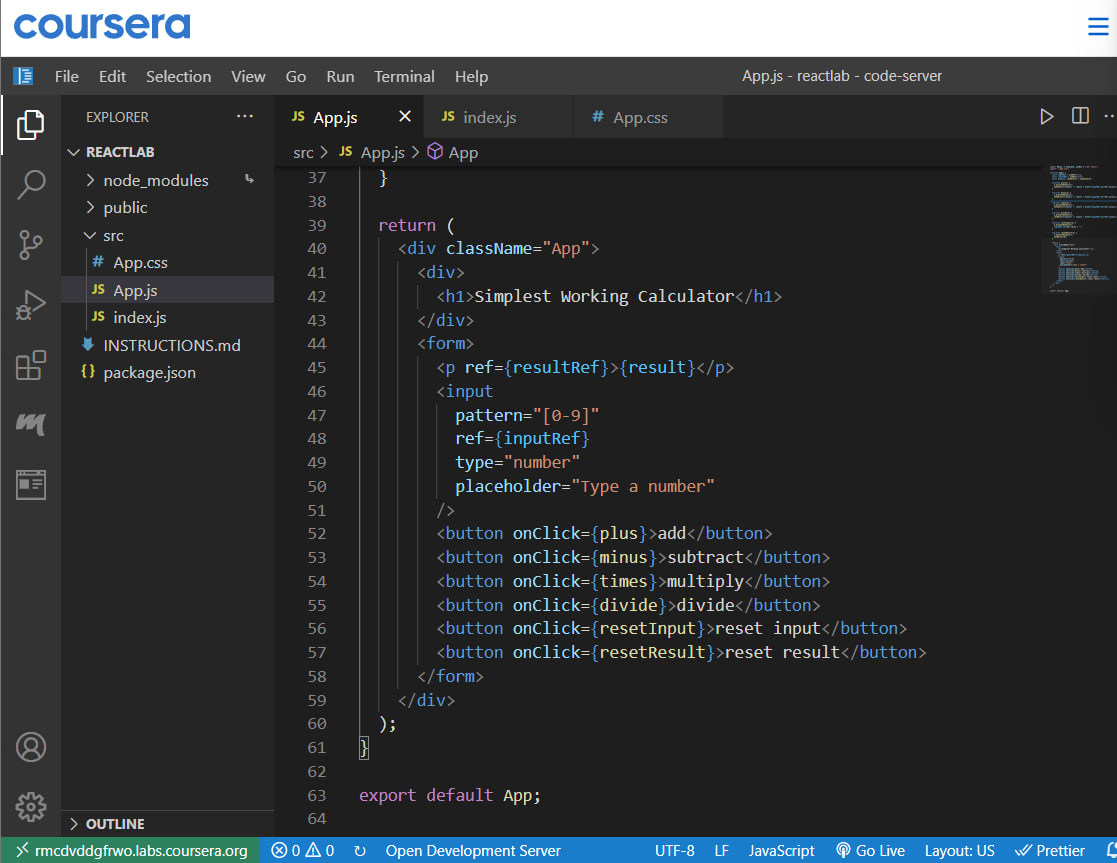 coursera
File Edit Selection View Go Run Terminal Help App.js - reactlab - code-server
EXPLORER ···
REACTLAB
node_modules
public
src
# App.css
JS App.js
JS index.js
INSTRUCTIONS.md
{} package.json
OUTLINE
JS App.js × JS index.js # App.css
src > JS App.js > App
37 }
38
39 return (
40 <div className="App">
41 <div>
42 <h1>Simplest Working Calculator</h1>
43 </div>
44 <form>
45 <p ref={resultRef}>{result}</p>
46 <input
47 pattern="[0-9]"
48 ref={inputRef}
49 type="number"
50 placeholder="Type a number"
51 />
52 <button onClick={plus}>add</button>
53 <button onClick={minus}>subtract</button>
54 <button onClick={times}>multiply</button>
55 <button onClick={divide}>divide</button>
56 <button onClick={resetInput}>reset input</button>
57 <button onClick={resetResult}>reset result</button>
58 </form>
59 </div>
60 );
61 }
62
63 export default App;
64
rmcdvddgfrwo.labs.coursera.org 0 0 Open Development Server UTF-8 LF JavaScript Go Live Layout: US Prettier